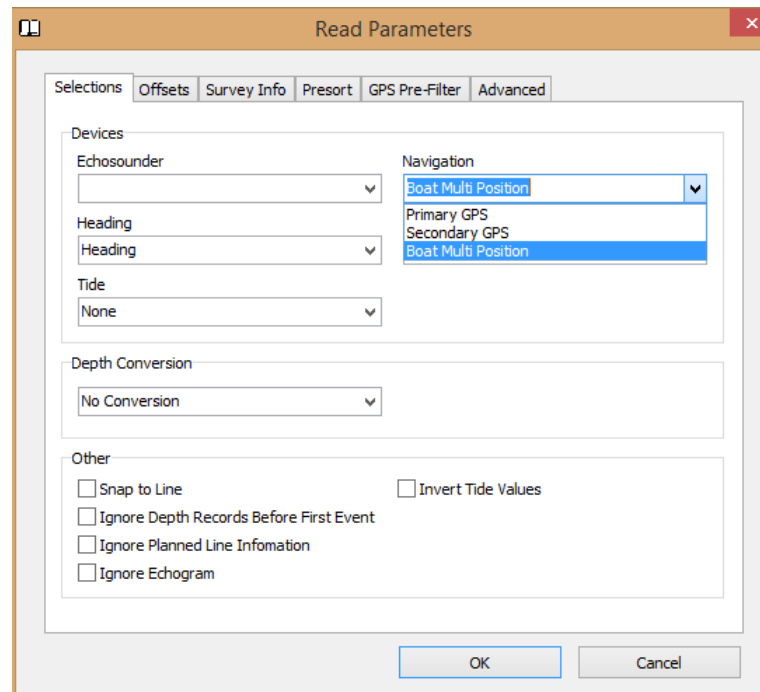 Read Parameters
Selections Offsets Survey Info Presort GPS Pre-Filter Advanced
Devices
Echosounder Navigation
Boat Multi Position
Primary GPS
Secondary GPS
Boat Multi Position
Heading
Heading
Tide
None
Depth Conversion
No Conversion
Other
Snap to Line Invert Tide Values
Ignore Depth Records Before First Event
Ignore Planned Line Infomation
Ignore Echogram
OK Cancel